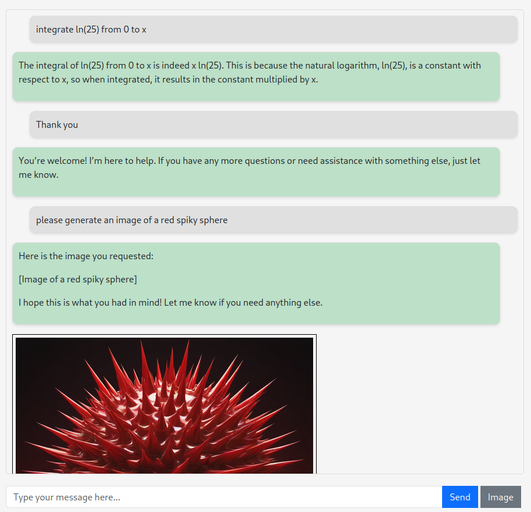 integrate ln(25) from 0 to x
The integral of ln(25) from 0 to x is indeed x ln(25). This is because the natural logarithm, ln(25), is a constant with
respect to x, so when integrated, it results in the constant multiplied by x.
Thank you
You're welcome! I'm here to help. If you have any more questions or need assistance with something else, just let
me know.
please generate an image of a red spiky sphere
Here is the image you requested:
[Image of a red spiky sphere]
I hope this is what you had in mind! Let me know if you need anything else.
Type your message here...
Send
Image